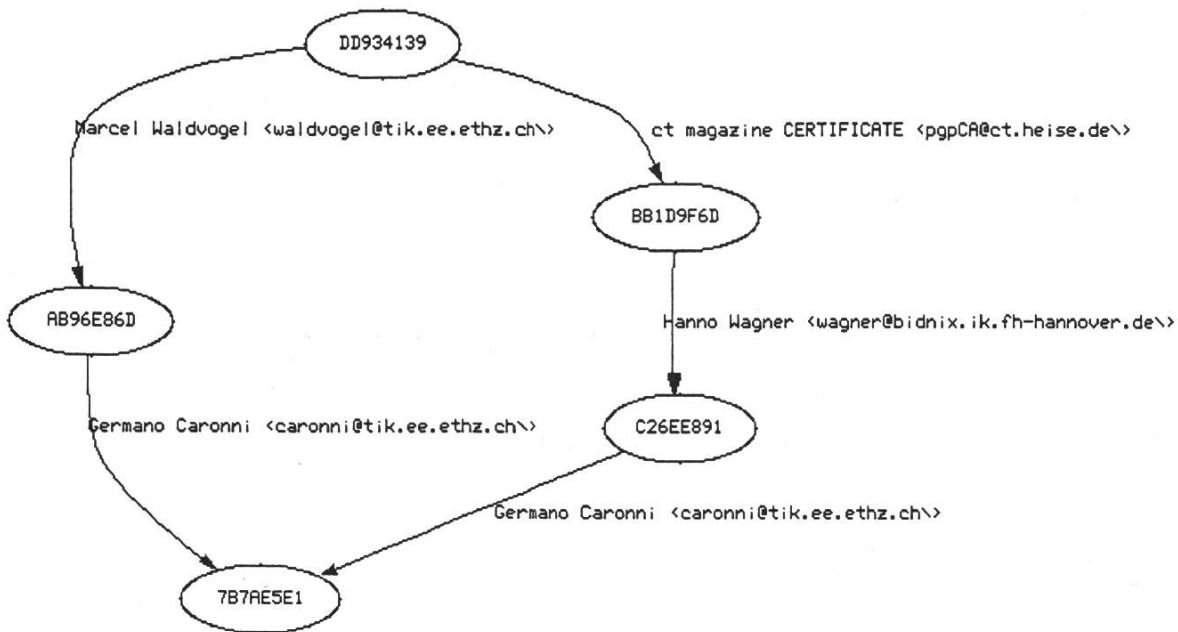 DD934139
Marcel Waldvogel <waldvogel@tik.ee.ethz.ch\>
ct magazine CERTIFICATE <pgpCA@ct.heise.de\>
BB1D9F6D
AB96E86D
Hanno Wagner <wagner@bidnix.ik.fh-hannover.de\>
Germano Caronni <caronni@tik.ee.ethz.ch\>
C26EE891
Germano Caronni <caronni@tik.ee.ethz.ch\>
7B7AE5E1